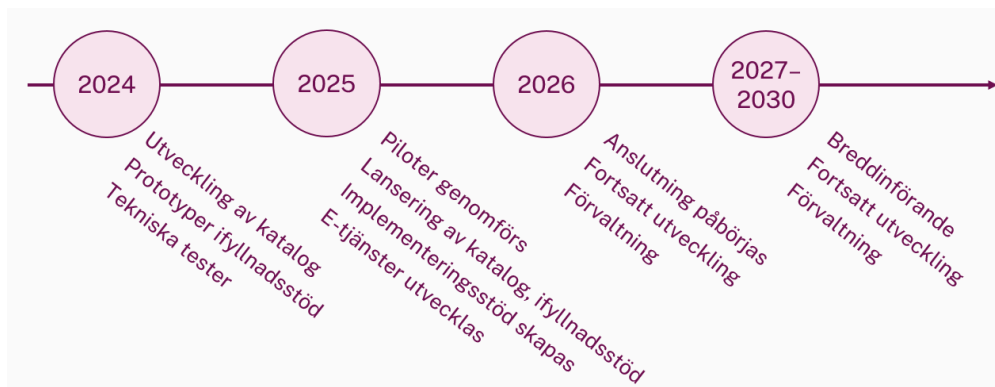 2024
Utveckling av katalog
Prototyper ifyllnadsstöd
Tekniska tester
2025
Piloter genomförs
Lansering av katalog, ifyllnadsstöd
Implementeringsstöd skapas
E-tjänster utvecklas
2026
Anslutning påbörjas
Fortsatt utveckling
Förvaltning
2027–
2030
Breddinförande
Fortsatt utveckling
Förvaltning